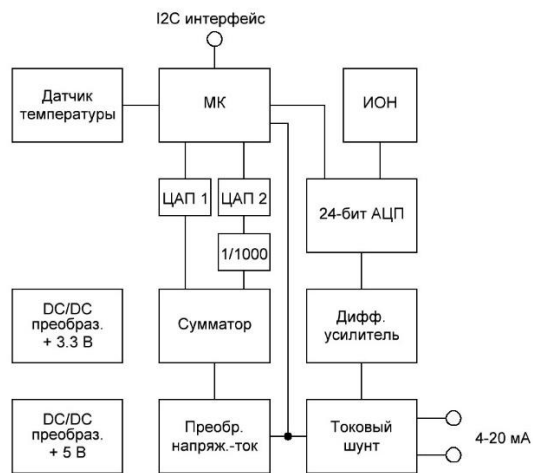 I2C интерфейс
Датчик
температуры
МК
ИОН
ЦАП 1
ЦАП 2
24-бит АЦП
1/1000
DC/DC
преобраз.
+ 3.3 В
Сумматор
Дифф.
усилитель
DC/DC
преобраз.
+ 5 В
Преобр.
напряж.-ток
Токовый
шунт
4-20 мА